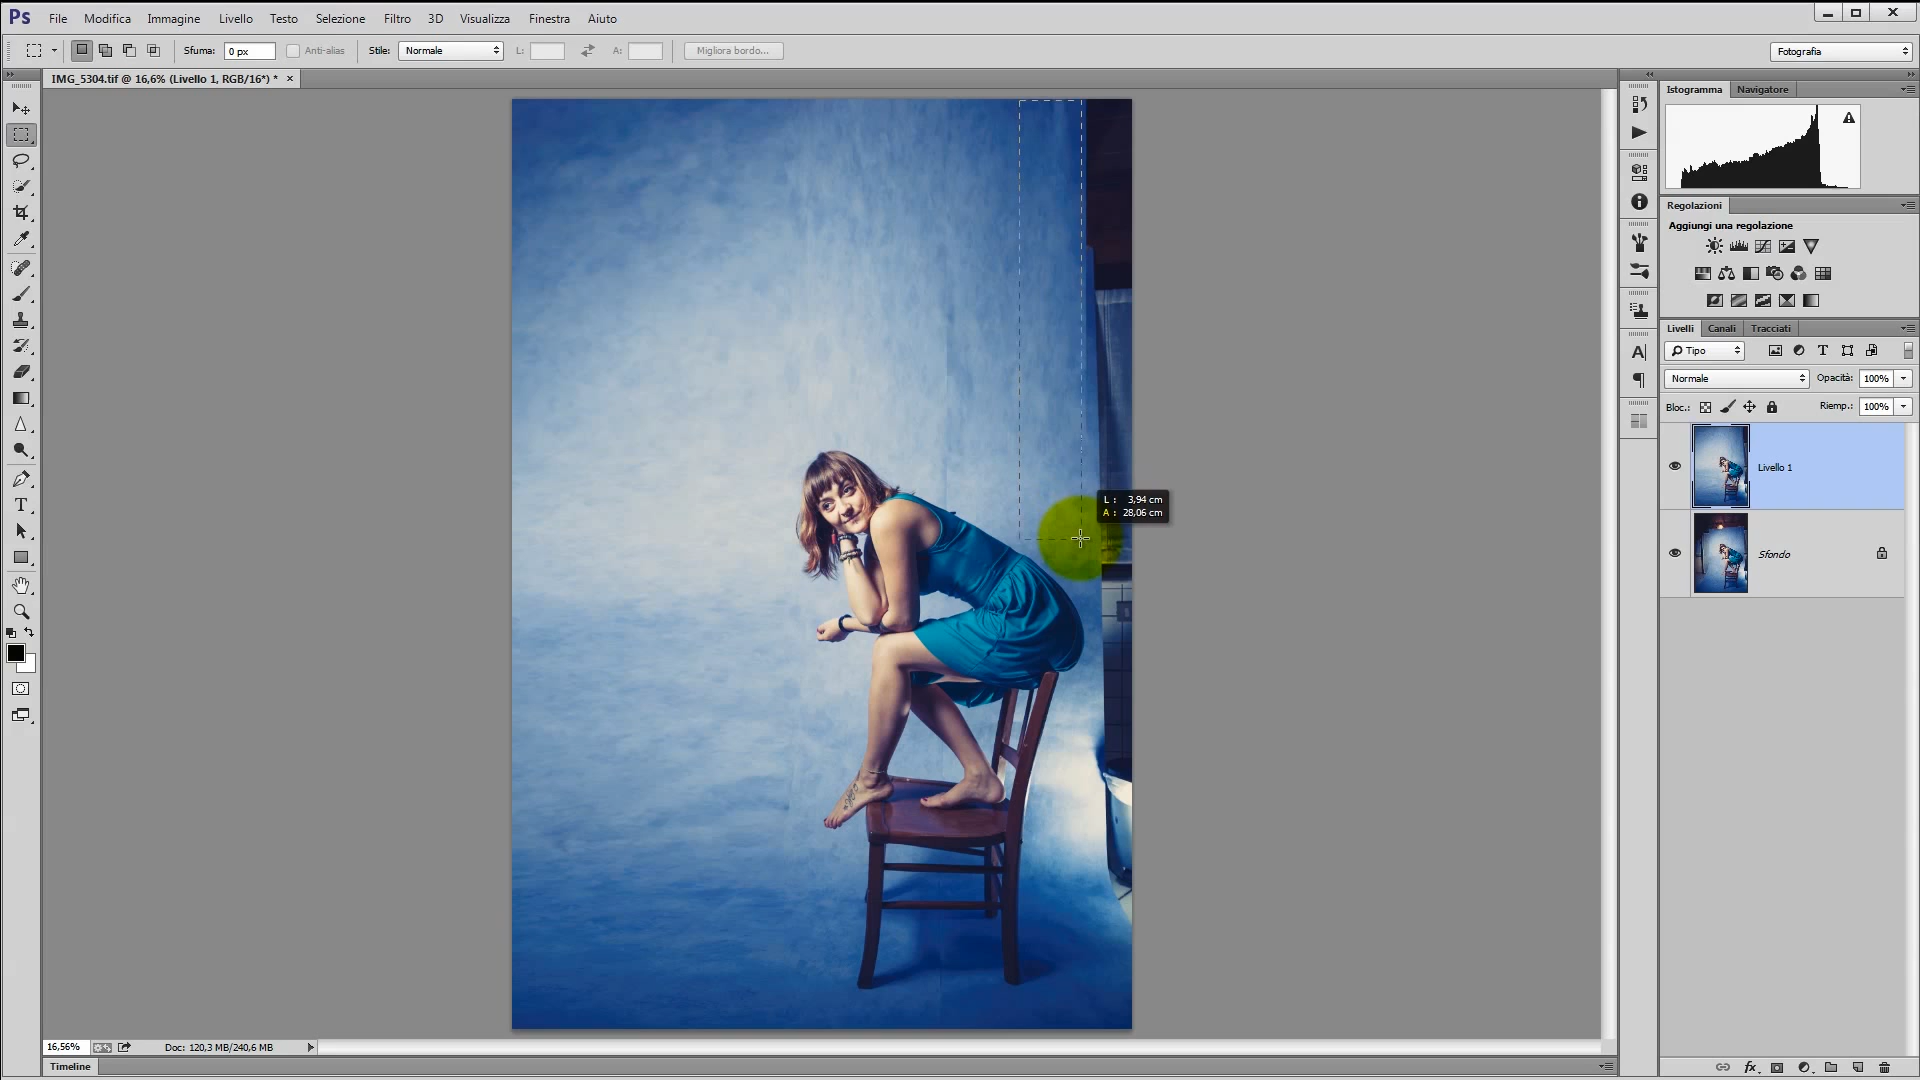 Ps File Modifica Immagine Livello Testo Selezione Filtro 3D Visualizza Finestra Aiuto
Sfuma: 0 px Anti-alias Stile: Normale L: A: Migliora bordo... Fotografia
IMG_5304.tif @ 16,6% (Livello 1, RGB/16*) * ×
Istogramma Navigatore
Regolazioni
Aggiungi una regolazione
Livelli Canali Tracciati
Tipo
Normale Opacità: 100%
Bloc.: Riemp.: 100%
Livello 1
L : 3,94 cm
A : 28,06 cm
Sfondo
16,56% Doc: 120,3 MB/240,6 MB
Timeline